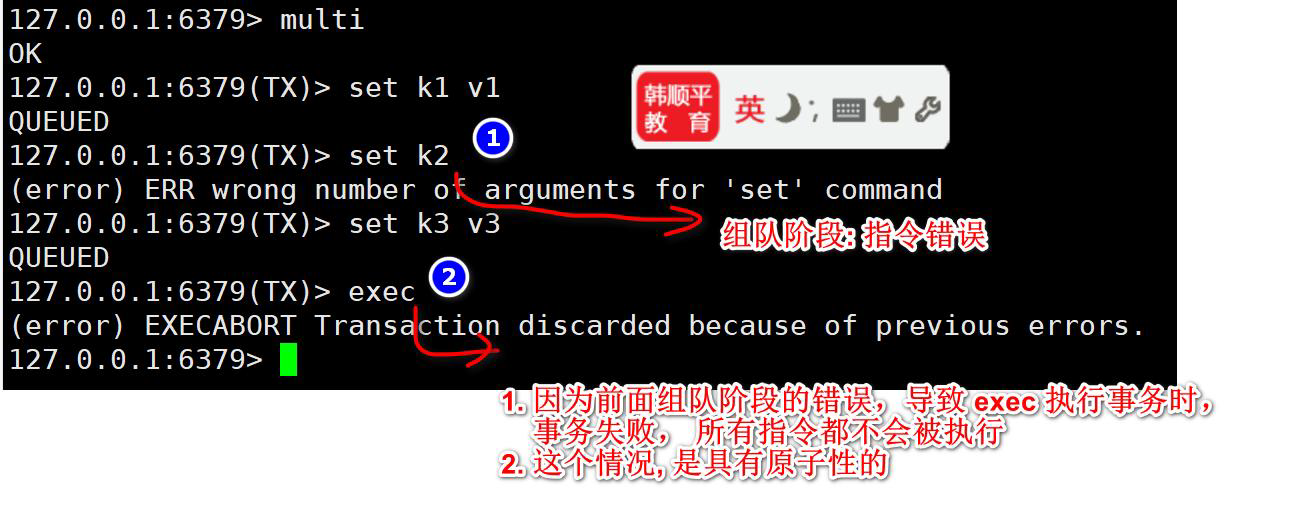 127.0.0.1:6379> multi
OK
127.0.0.1:6379(TX)> set k1 v1
QUEUED
韩顺平
教 育
英
;
127.0.0.1:6379(TX)> set k2
1
(error) ERR wrong number of arguments for 'set' command
127.0.0.1:6379(TX)> set k3 v3
组队阶段: 指令错误
QUEUED
127.0.0.1:6379(TX)> exec
2
(error) EXECABORT Transaction discarded because of previous errors.
127.0.0.1:6379>
1. 因为前面组队阶段的错误，导致 exec 执行事务时，
事务失败， 所有指令都不会被执行
2. 这个情况, 是具有原子性的